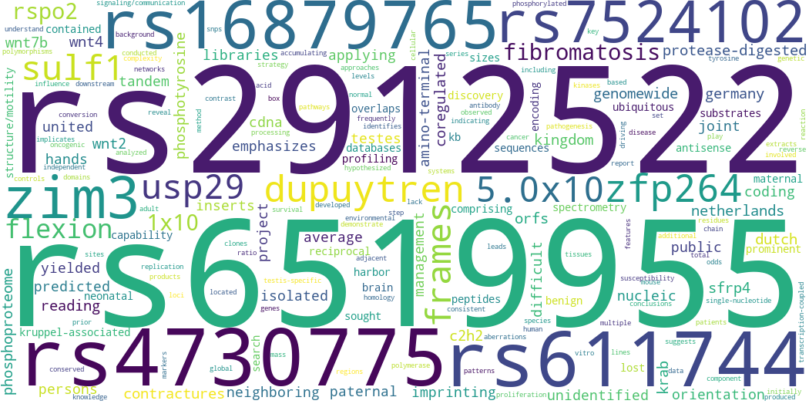 understand contained
signaling/communication
phosphorylated
rspo2
background
snps
rs16879765
rs7524102
key
wnt7b
wnt4
libraries
applying
fibromatosis
protease-digested
polymorphisms
conducted
complexity
cellular
accumulating
series
tyrosine
genetic
sulf1
tandem
phosphotyrosine
strategy
approaches
sizes
including
kinases
based
networks
levels
discovery
genomewide
germany
influence
downstream
acid
pathways
normal
antibody
pathogenesis
set
structure/motility
conversion
box
contrast
overlaps
observed
indicating
ubiquitous
substrates
united
oncogenic
reveal
method
frequently
identifies
cancer
driving
disease
joint
reaction
implicates
wnt2
cdna
processing
testes
kb
sequences
encoding
play
involved
extracts
reverse
independent
analyzed
emphasizes
databases
amino-terminal
coregulated
report
antisense
hands
controls
domains
profiling
hypothesized
kingdom
rs2912522
zim3
usp29
dupuytren
5.0x10
zfp264
maternal
coding
adult
systems
lack
inserts
survival
developed
environmental
comprising
spectrometry
netherlands
flexion
1x10
project
step
demonstrate
orfs
dutch
residues
chain
functional
capability
clones
average
management
frames
leads
tissues
public
prominent
features
sites
ratio
reciprocal
adjacent
difficult
total
odds
yielded
replication
harbor
testis-specific
susceptibility
mouse
predicted
products
isolated
brain
homology
peptides
benign
nucleic
sfrp4
neonatal
loci
genes
sought
consistent
species
single-nucleotide
reading
located
human
conclusions
rs6519955
phosphoproteome
kruppel-associated
prior
search
mass
c2h2
aberrations
multiple
suggests
patients
transcription-coupled
rs4730775
rs611744
conserved
markers
global
polymerase
regions
patterns
vitro
lines
lost
data
krab
component
persons
knowledge
contractures
neighboring
paternal
imprinting
proliferation
unidentified
orientation
initially
produced